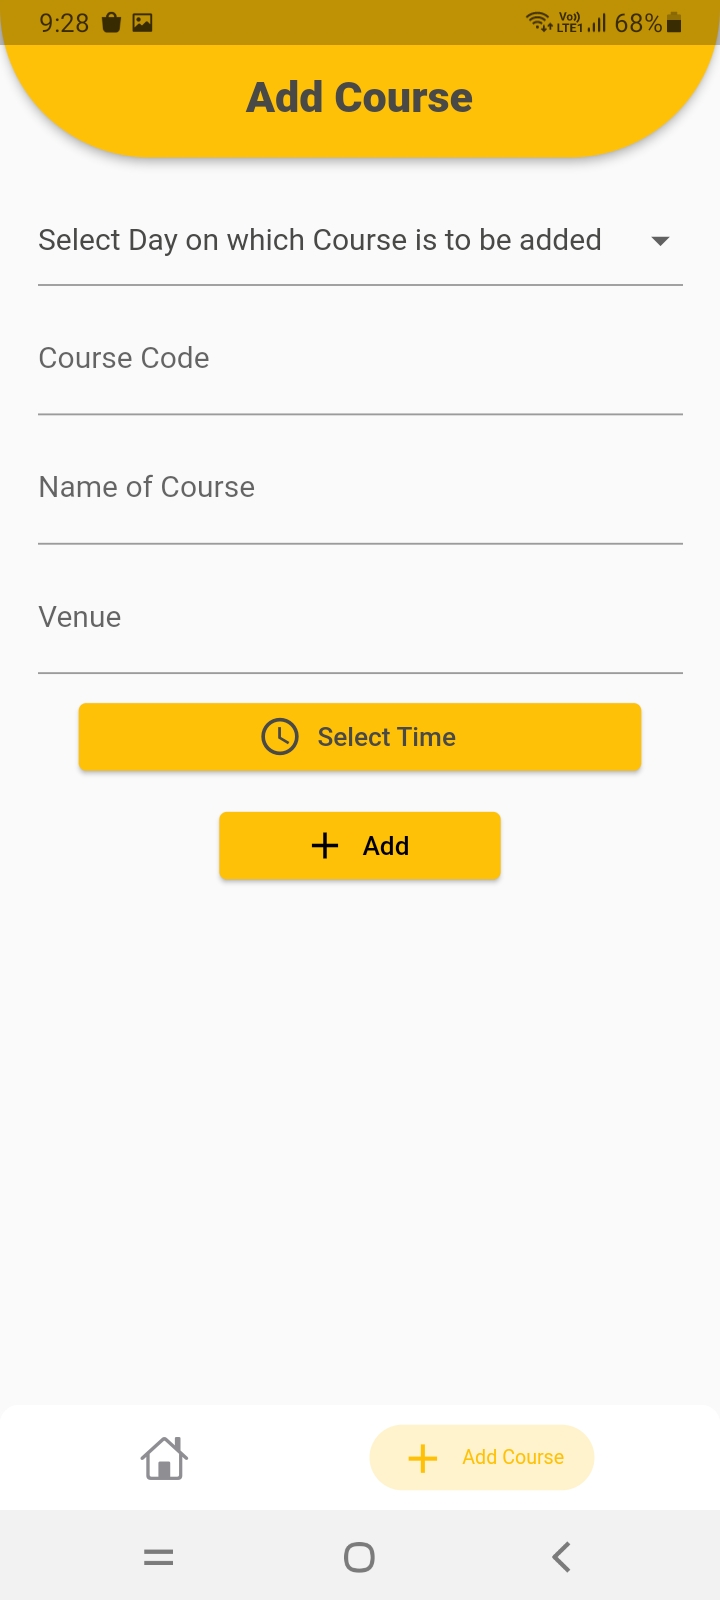 9:28 Vo)) LTE1 68%
Add Course
Select Day on which Course is to be added
Course Code
Name of Course
Venue
Select Time
Add
Add Course